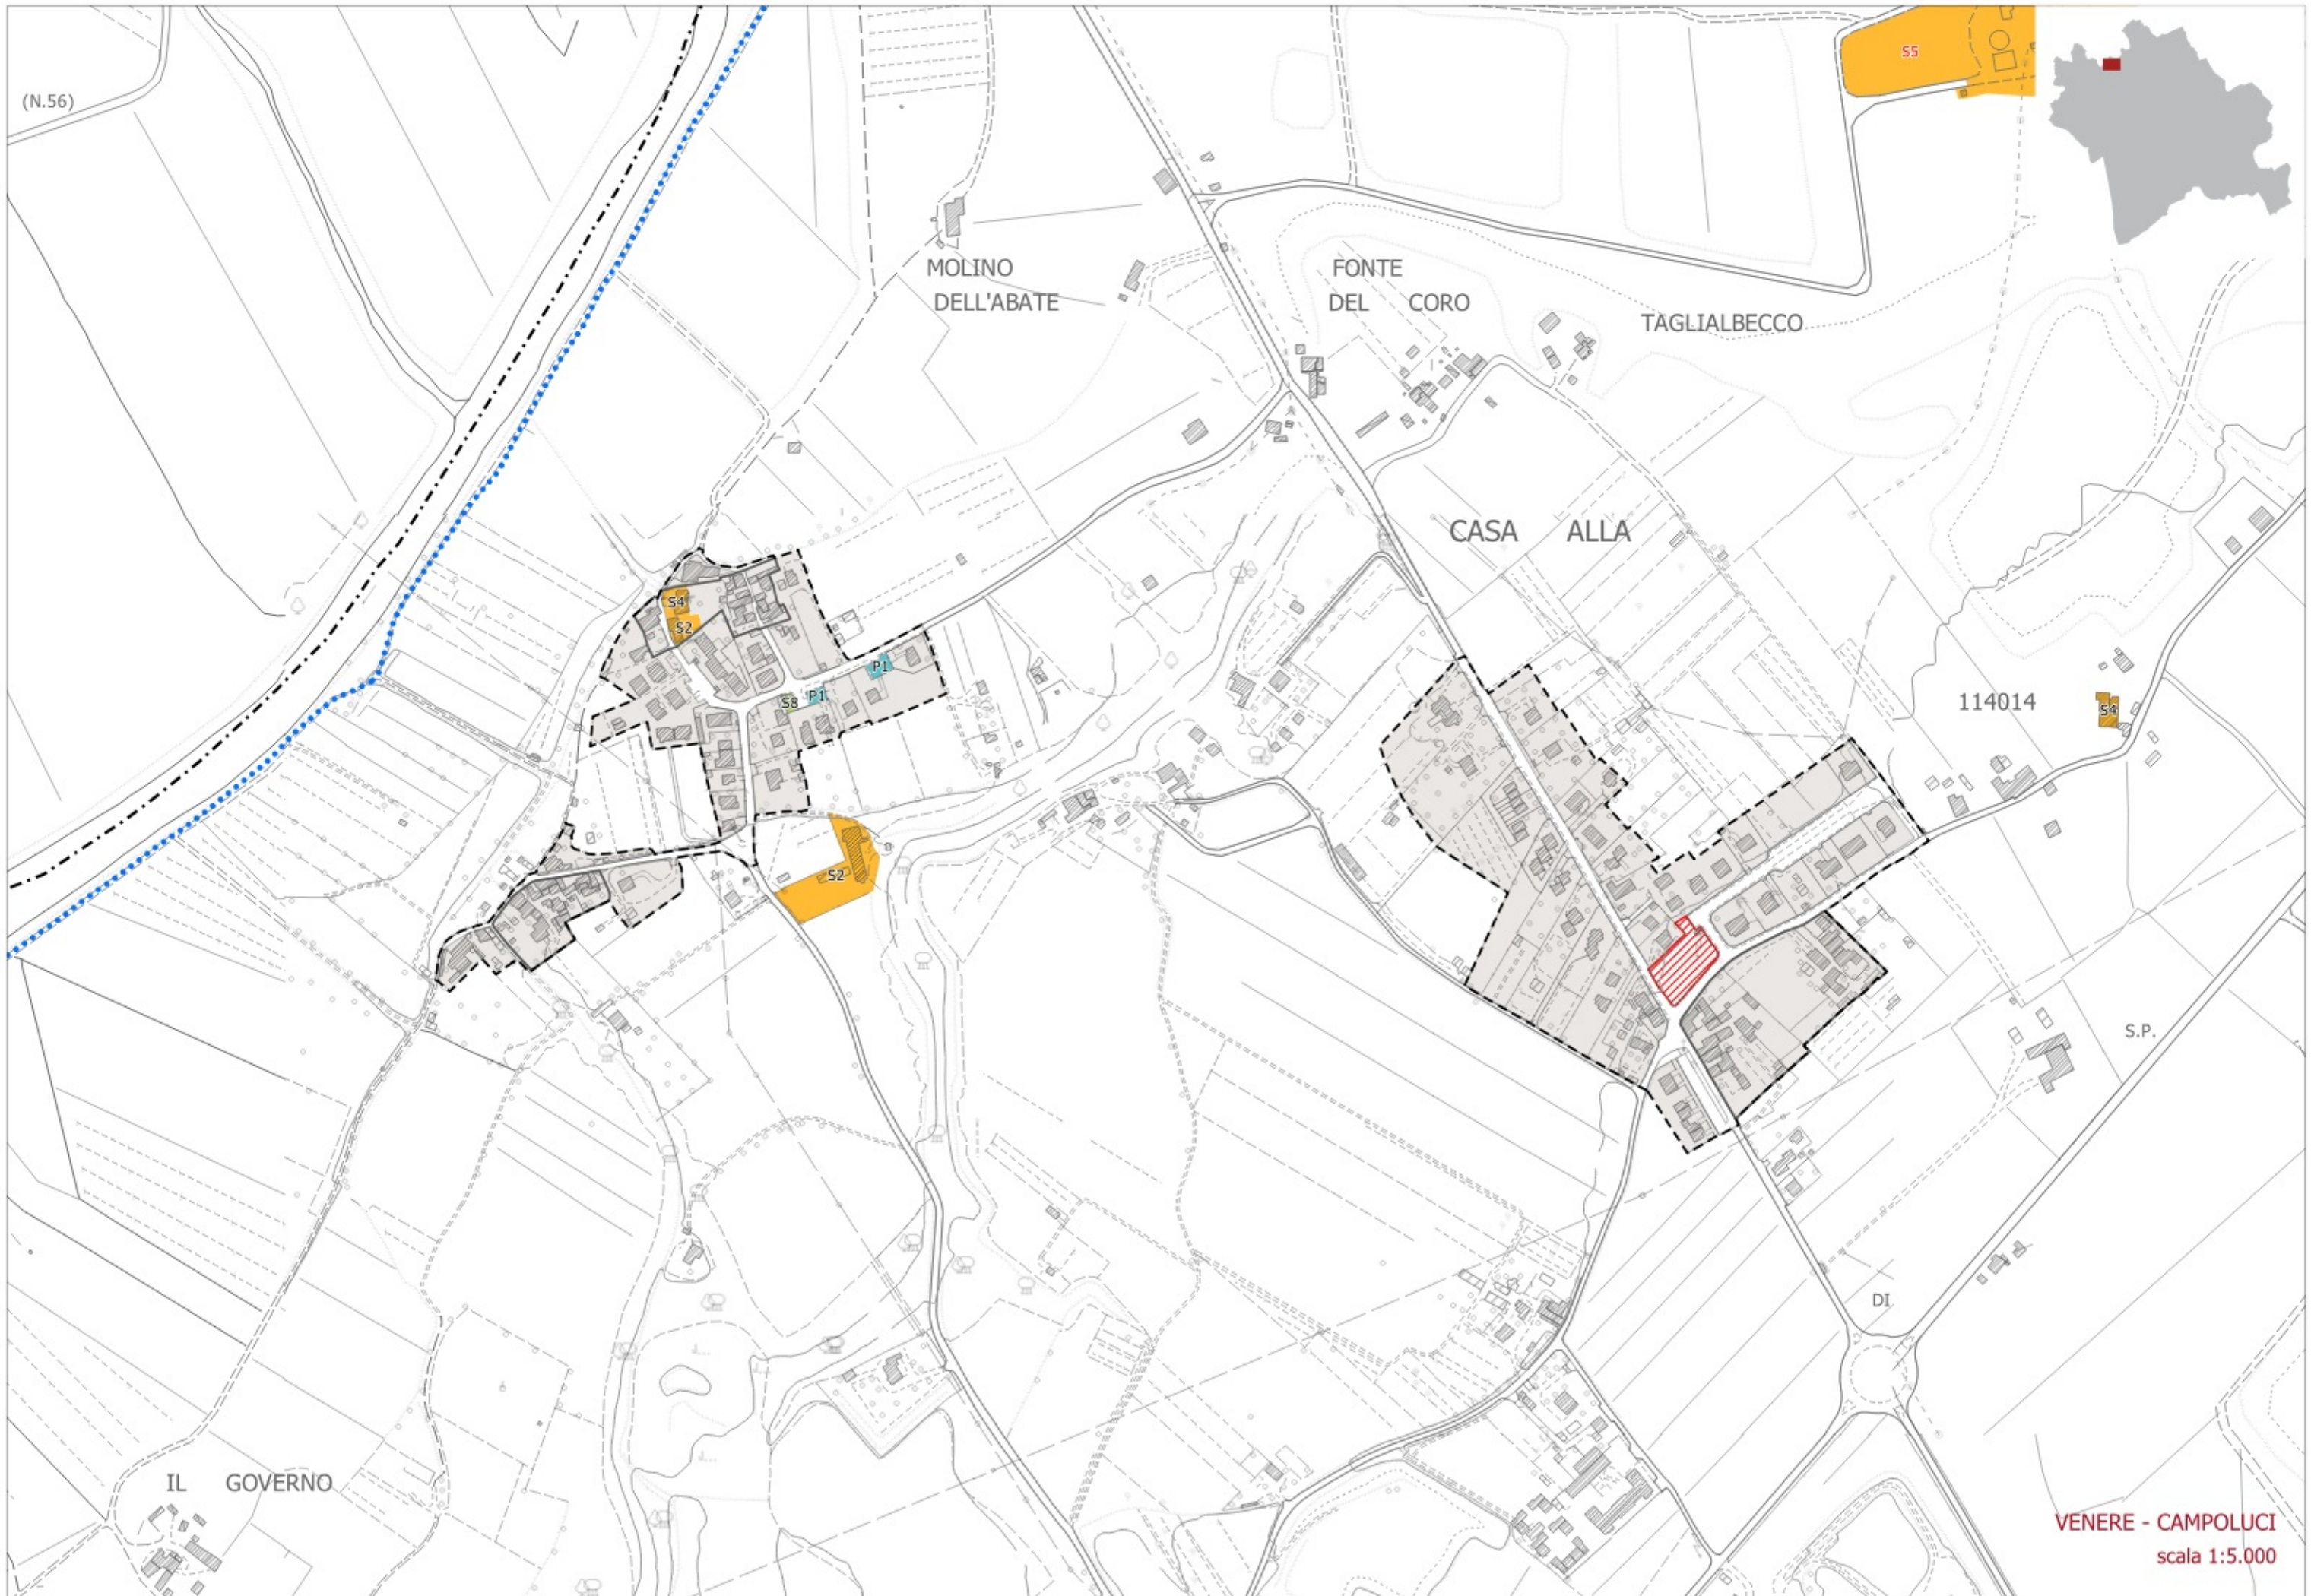 S5
(N.56)
MOLINO
DELL'ABATE
FONTE
DEL CORO
TAGLIALBECCO
CASA ALLA
S4
S2
P1
P1
S8
114014
S4
S2
S.P.
DI
IL GOVERNO
VENERE - CAMPOLUCI
scala 1:5.000